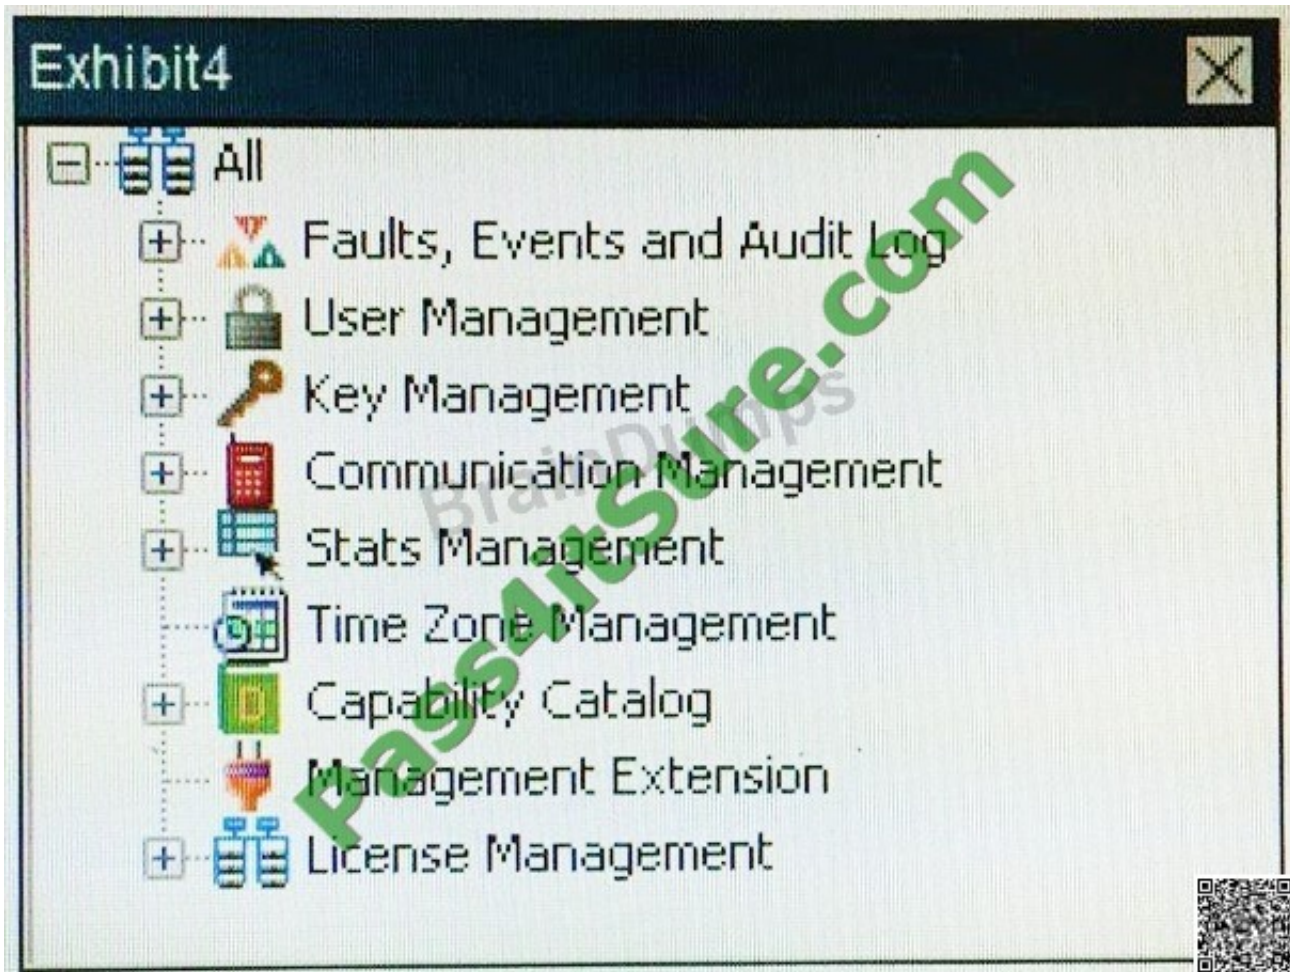 Exhibit4
All
Faults, Events and Audit Log
User Management
Key Management
Communication Management
Stats Management
Time Zone Management
Capability Catalog
Management Extension
License Management
BrainDumps
Pass4itSure.com